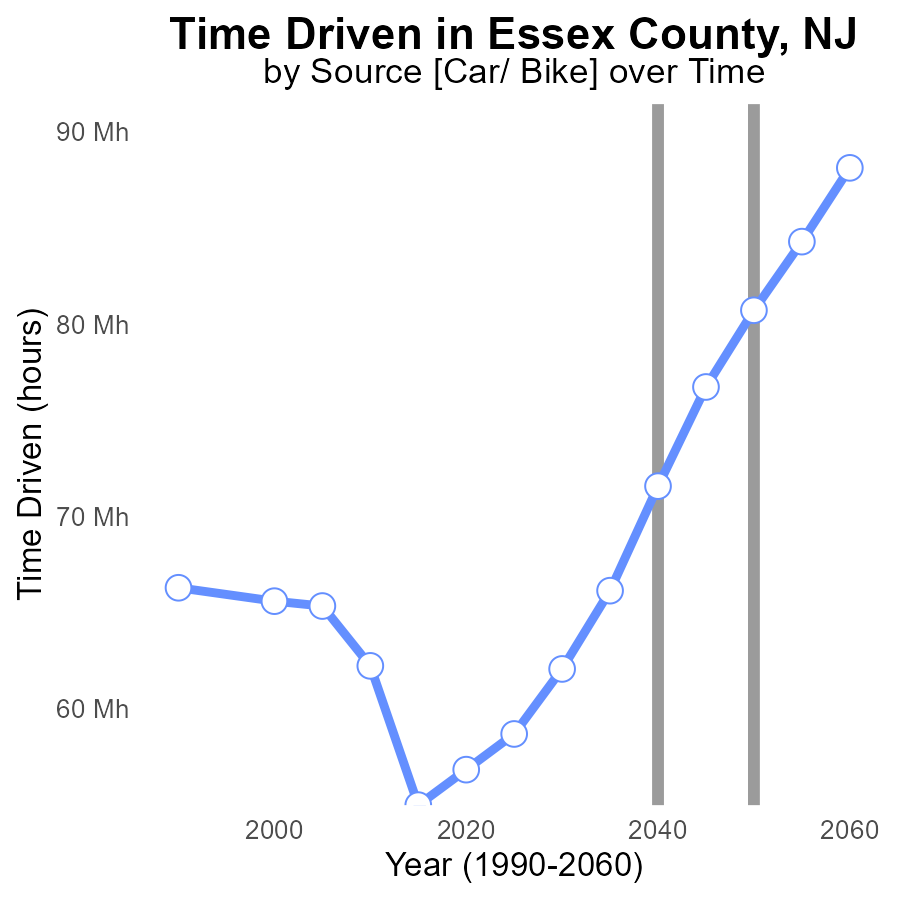 Time Driven in Essex County, NJ
by Source [Car/ Bike] over Time
90 Mh
80 Mh
70 Mh
60 Mh
Time Driven (hours)
2000 2020 2040 2060
Year (1990-2060)